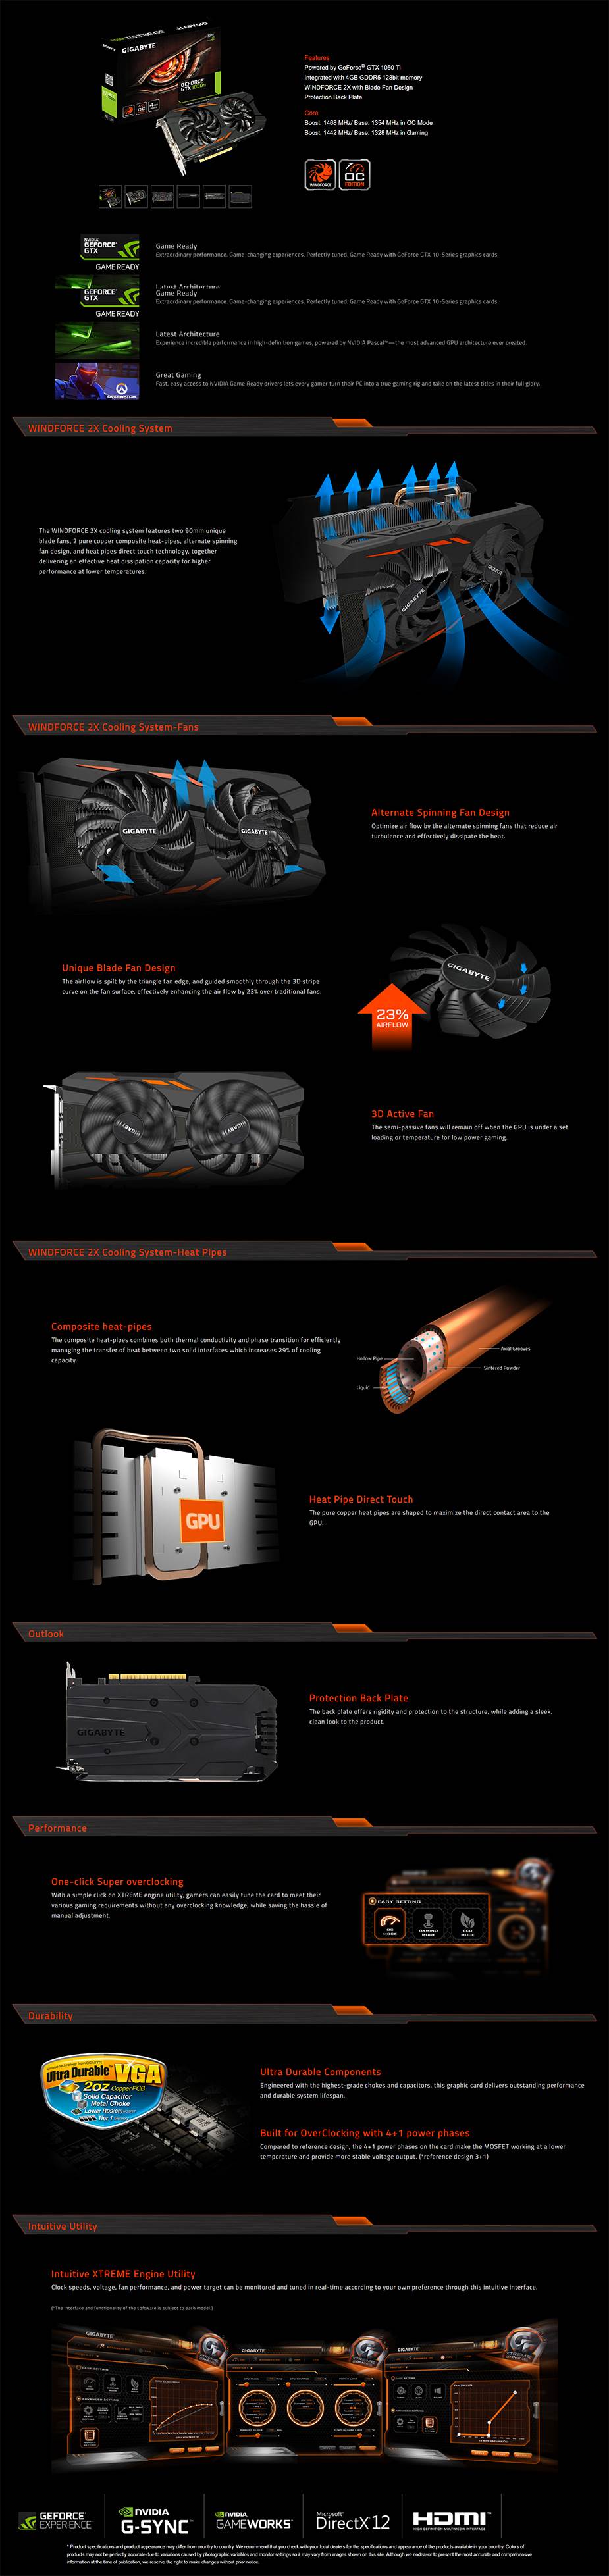 GIGABYTE
GEFORCE
GTX 1050 Ti
Features
Powered by GeForce® GTX 1050 Ti
Integrated with 4GB GDDR5 128bit memory
WINDFORCE 2X with Blade Fan Design
Protection Back Plate
Core
Boost: 1468 MHz/ Base: 1354 MHz in OC Mode
Boost: 1442 MHz/ Base: 1328 MHz in Gaming
WINDFORCE
OC
EDITION
NVIDIA
GEFORCE
GTX
GAME READY
Game Ready
Extraordinary performance. Game-changing experiences. Perfectly tuned. Game Ready with GeForce GTX 10-Series graphics cards.
Latest Architecture
GEFORCE
GTX
GAME READY
Game Ready
Extraordinary performance. Game-changing experiences. Perfectly tuned. Game Ready with GeForce GTX 10-Series graphics cards.
Latest Architecture
Experience incredible performance in high-definition games, powered by NVIDIA Pascal™—the most advanced GPU architecture ever created
OVERWATCH
Great Gaming
Fast, easy access to NVIDIA Game Ready drivers lets every gamer turn their PC into a true gaming rig and take on the latest titles in their full glory.
WINDFORCE 2X Cooling System
The WINDFORCE 2X cooling system features two 90mm unique
blade fans, 2 pure copper composite heat-pipes, alternate spinning
fan design, and heat pipes direct touch technology, together
delivering an effective heat dissipation capacity for higher
performance at lower temperatures.
GIGABYTE
GIGABYTE
WINDFORCE 2X Cooling System-Fans
GIGABYTE
GIGABYTE
Alternate Spinning Fan Design
Optimize air flow by the alternate spinning fans that reduce air
turbulence and effectively dissipate the heat.
Unique Blade Fan Design
The airflow is spilt by the triangle fan edge, and guided smoothly through the 3D stripe
curve on the fan surface, effectively enhancing the air flow by 23% over traditional fans.
GIGABYTE
23%
AIRFLOW
GIGABYTE
GIGABYTE
3D Active Fan
The semi-passive fans will remain off when the GPU is under a set
loading or temperature for low power gaming.
WINDFORCE 2X Cooling System-Heat Pipes
Composite heat-pipes
The composite heat-pipes combines both thermal conductivity and phase transition for efficiently
managing the transfer of heat between two solid interfaces which increases 29% of cooling
capacity.
Axial Grooves
Hollow Pipe
Sintered Powder
Liquid
GPU
Heat Pipe Direct Touch
The pure copper heat pipes are shaped to maximize the direct contact area to the
GPU.
Outlook
GIGABYTE
Protection Back Plate
The back plate offers rigidity and protection to the structure, while adding a sleek,
clean look to the product.
Performance
One-click Super overclocking
With a simple click on XTREME engine utility, gamers can easily tune the card to meet their
various gaming requirements without any overclocking knowledge, while saving the hassle of
manual adjustment.
EASY SETTING
OC MODE
GAMING MODE
ECO MODE
Durability
Ultra Durable VGA
2oz Copper PCB
Solid Capacitor
Metal Choke
Lower RDS(on) MOSFET
Tier 1 Memory
Ultra Durable Components
Engineered with the highest-grade chokes and capacitors, this graphic card delivers outstanding performance
and durable system lifespan.
Built for OverClocking with 4+1 power phases
Compared to reference design, the 4+1 power phases on the card make the MOSFET working at a lower
temperature and provide more stable voltage output. (*reference design 3+1)
Intuitive Utility
Intuitive XTREME Engine Utility
Clock speeds, voltage, fan performance, and power target can be monitored and tuned in real-time according to your own preference through this intuitive interface.
(*The interface and functionality of the software is subject to each model.)
GIGABYTE
GIGABYTE
GIGABYTE
GEFORCE
EXPERIENCE
NVIDIA
G-SYNC™
NVIDIA.
GAMEWORKS™
Microsoft®
DirectX 12
HDMI™
HIGH-DEFINITION MULTIMEDIA INTERFACE
* Product specifications and product appearance may differ from country to country. We recommend that you check with your local dealers for the specifications and appearance of the products available in your country. Colors of
products may not be perfectly accurate due to variations caused by photographic variables and monitor settings so it may vary from images shown on this site. Although we endeavor to present the most accurate and comprehensive
information at the time of publication, we reserve the right to make changes without prior notice.